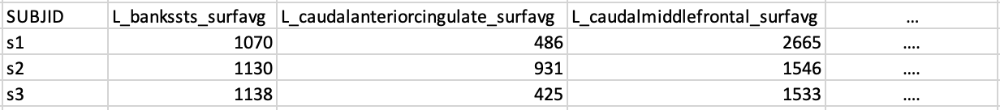 SUBJID L_bankssts_surfavg L_caudalanteriorcingulate_surfavg L_caudalmiddlefrontal_surfavg ...
s1 1070 486 2665 ....
s2 1130 931 1546 ....
s3 1138 425 1533 ....